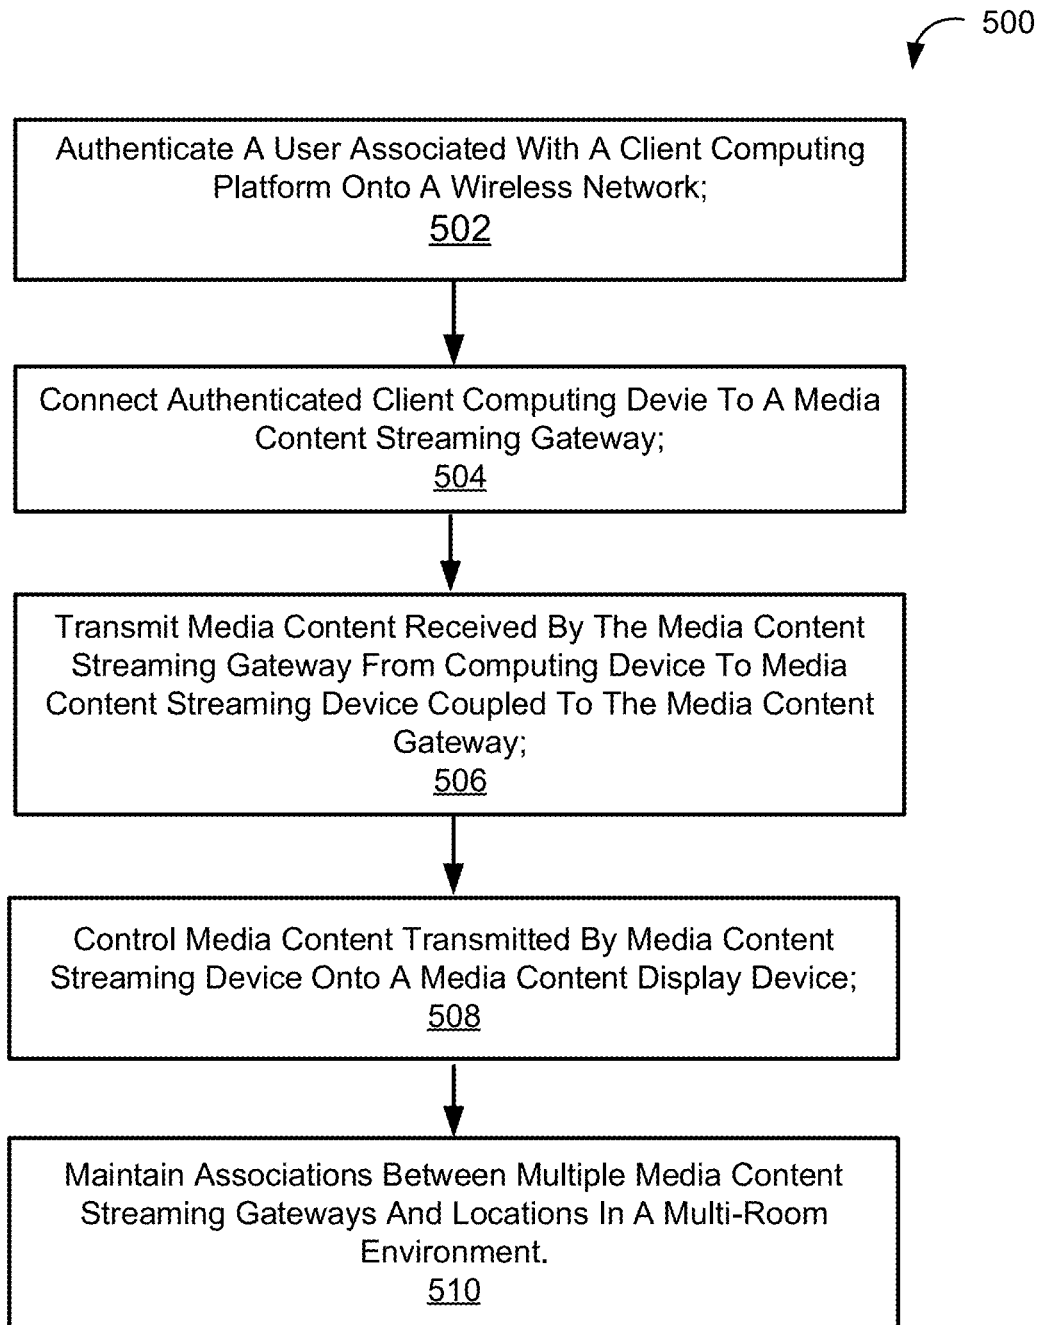 500
Authenticate A User Associated With A Client Computing
Platform Onto A Wireless Network;
502
Connect Authenticated Client Computing Devie To A Media
Content Streaming Gateway;
504
Transmit Media Content Received By The Media Content
Streaming Gateway From Computing Device To Media
Content Streaming Device Coupled To The Media Content
Gateway;
506
Control Media Content Transmitted By Media Content
Streaming Device Onto A Media Content Display Device;
508
Maintain Associations Between Multiple Media Content
Streaming Gateways And Locations In A Multi-Room
Environment.
510